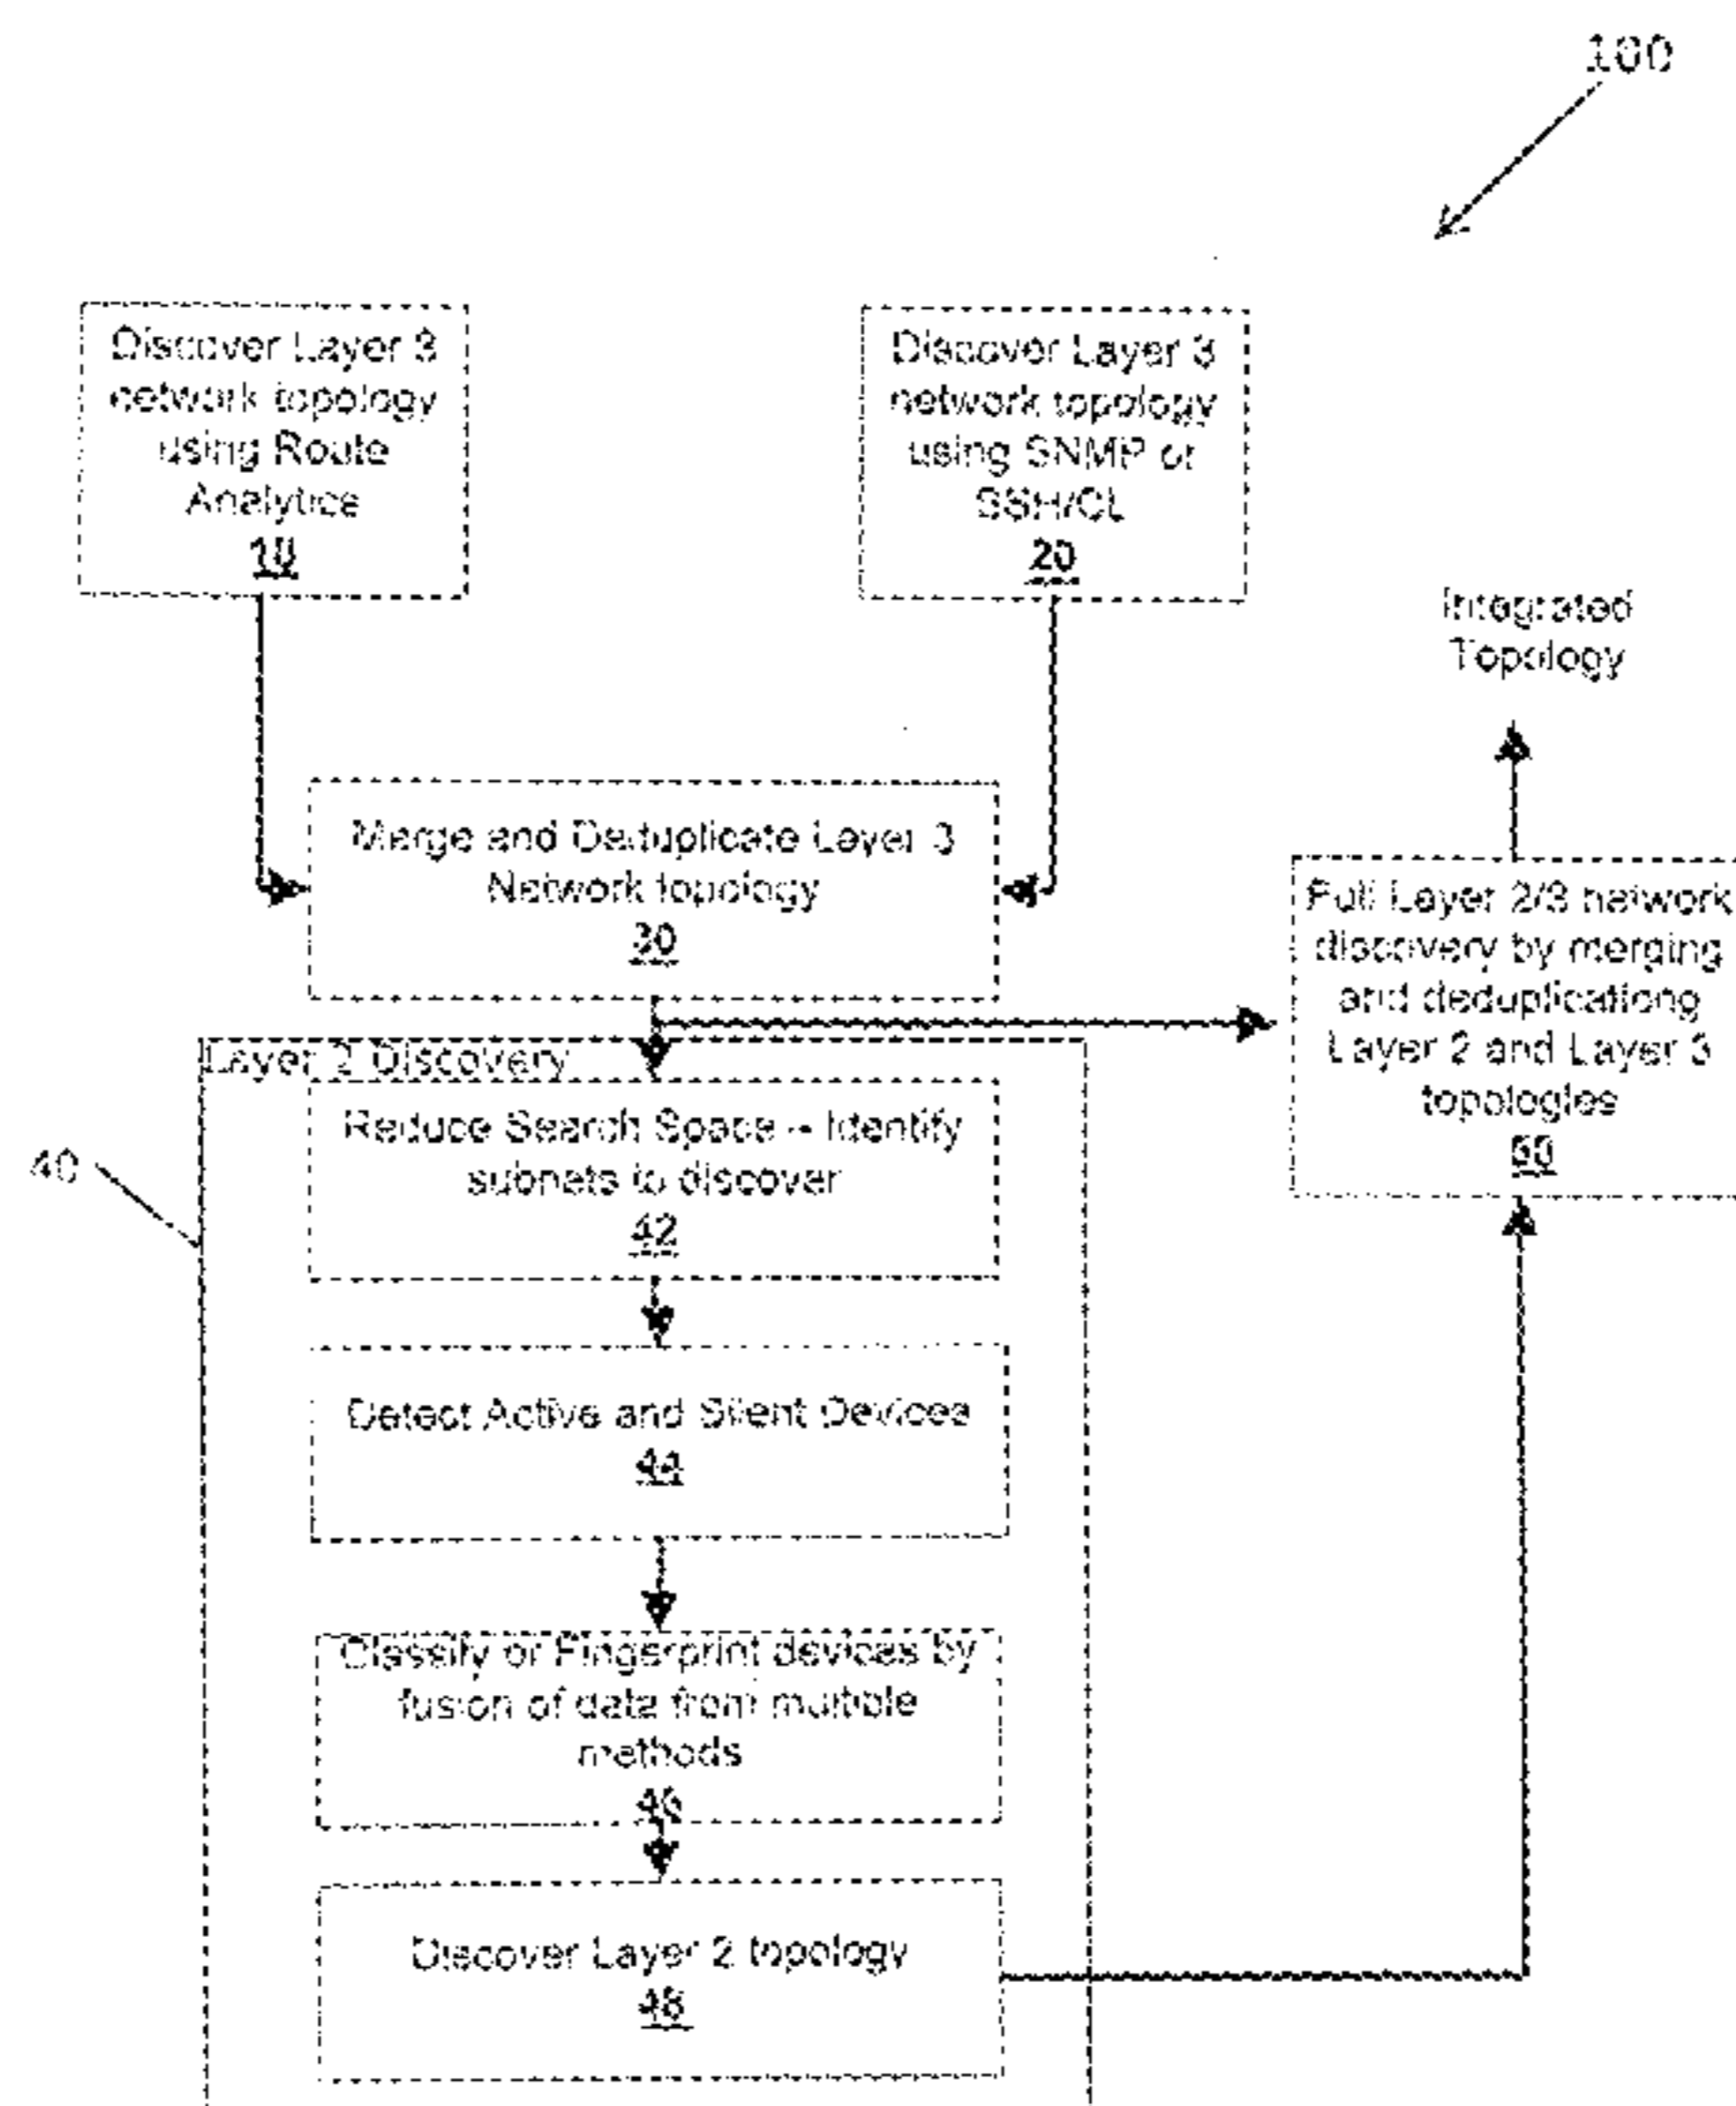 100
Discover Layer 3
network topology
using Route
Analytics
10
Discover Layer 3
network topology
using SNMP or
SSH/CL
20
Integrated
Topology
Merge and Deduplicate Layer 3
Network topology
30
Full Layer 2/3 network
discovery by merging
and deduplicationg
Layer 2 and Layer 3
topologies
50
Layer 2 Discovery
Reduce Search Space -- Identify
subnets to discover
42
40
Detect Active and Silent Devices
44
Classify or Fingerprint devices by
fusion of data from multiple
methods
46
Discover Layer 2 topology
48